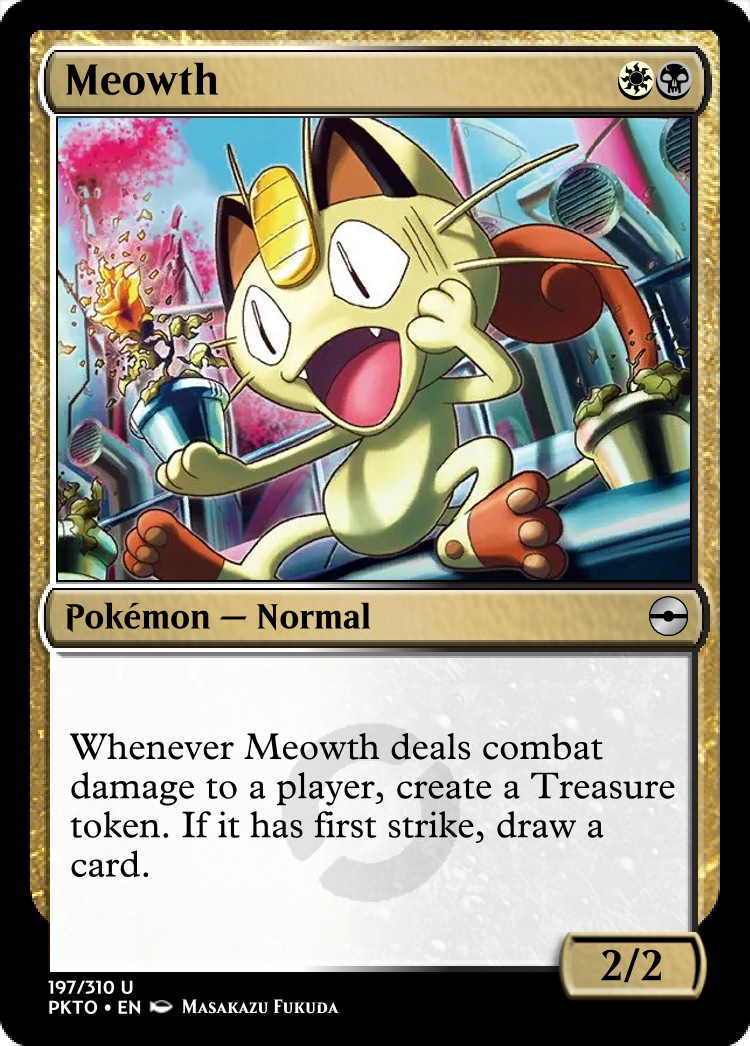 Meowth
Pokémon — Normal
Whenever Meowth deals combat
damage to a player, create a Treasure
token. If it has first strike, draw a
card.
2/2
197/310 U
PKTO • EN Masakazu Fukuda